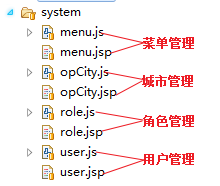 system
menu.js
menu.jsp
菜单管理
opCity.js
opCity.jsp
城市管理
role.js
role.jsp
角色管理
user.js
user.jsp
用户管理